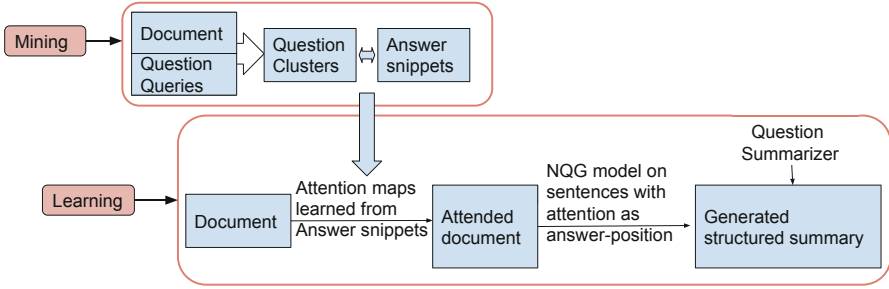 Mining
Document
Question
Queries
Question
Clusters
Answer
snippets
Learning
Document
Attention maps
learned from
Answer snippets
Attended
document
NQG model on
sentences with
attention as
answer-position
Question
Summarizer
Generated
structured summary